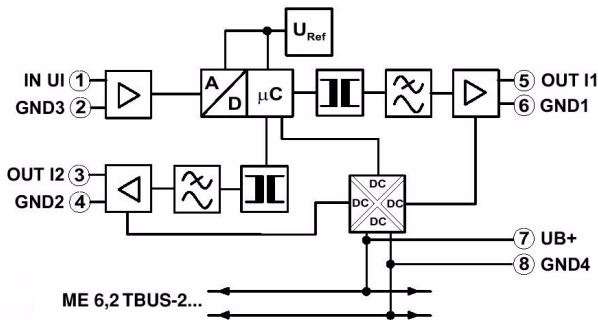 U Ref
IN UI 1
GND3 2
A
D
µC
5 OUT I1
6 GND1
OUT I2 3
GND2 4
DC
DC DC
DC
7 UB+
8 GND4
ME 6,2 TBUS-2...